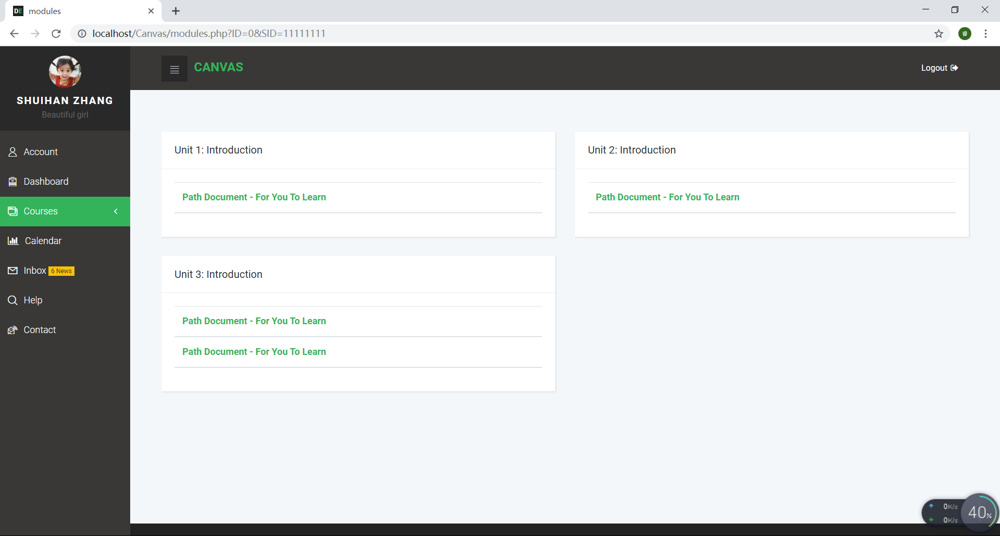 DE modules
localhost/Canvas/modules.php?ID=0&SID=11111111
睿
CANVAS
Logout
SHUIHAN ZHANG
Beautiful girl
Account
Dashboard
Courses
Calendar
Inbox 6 News
Help
Contact
Unit 1: Introduction
Path Document - For You To Learn
Unit 2: Introduction
Path Document - For You To Learn
Unit 3: Introduction
Path Document - For You To Learn
Path Document - For You To Learn
0K/s
0K/s
40%